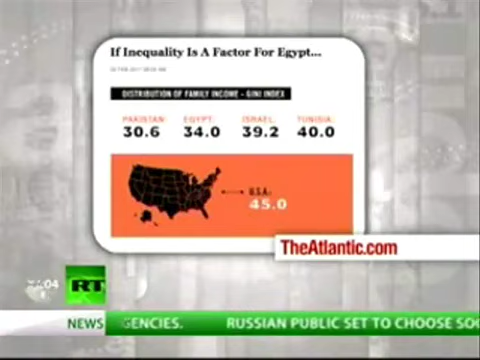 If Inequality Is A Factor For Egypt...
DISTRIBUTION OF FAMILY INCOME - GINI INDEX
PAKISTAN: EGYPT: ISRAEL: TUNISIA:
30.6 34.0 39.2 40.0
U.S.A.:
45.0
TheAtlantic.com
RT
NEWS GENCIES. RUSSIAN PUBLIC SET TO CHOOSE SO